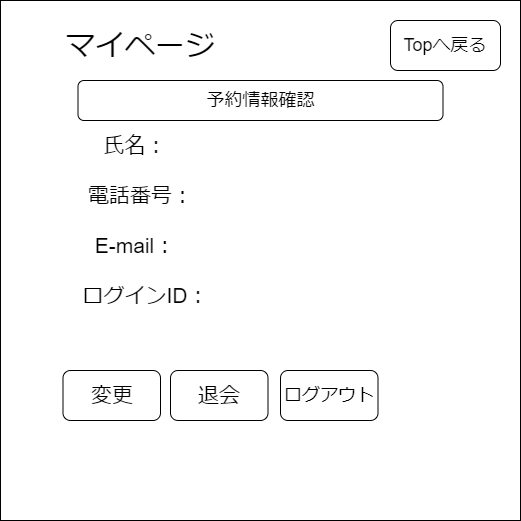 マイページ
Topへ戻る
予約情報確認
氏名：
電話番号：
E-mail：
ログインID：
変更
退会
ログアウト